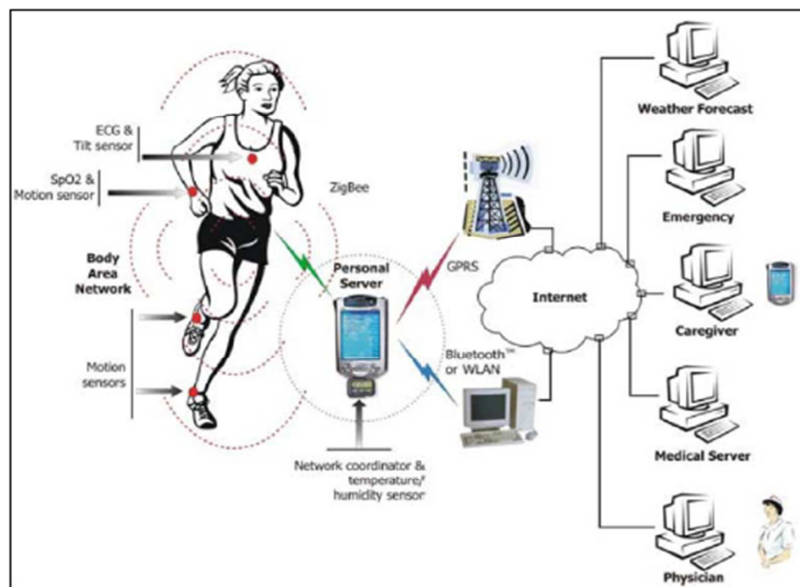 ECG &
Tilt sensor
SpO2 &
Motion sensor
ZigBee
Body
Area
Network
Motion
sensors
Personal
Server
Network coordinator &
temperature/
humidity sensor
GPRS
Bluetooth™
or WLAN
Internet
Weather Forecast
Emergency
Caregiver
Medical Server
Physician